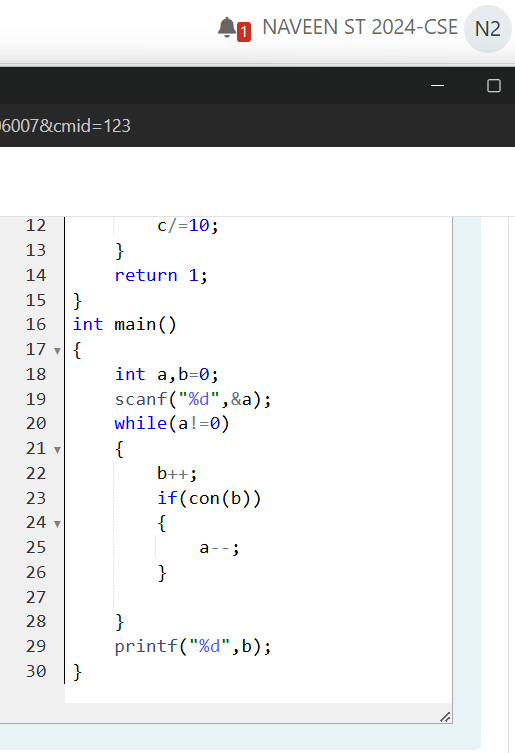 1 NAVEEN ST 2024-CSE N2
6007&cmid=123
12 c/=10;
13 }
14 return 1;
15 }
16 int main()
17 {
18 int a,b=0;
19 scanf("%d",&a);
20 while(a!=0)
21 {
22 b++;
23 if(con(b))
24 {
25 a--;
26 }
27
28 }
29 printf("%d",b);
30 }